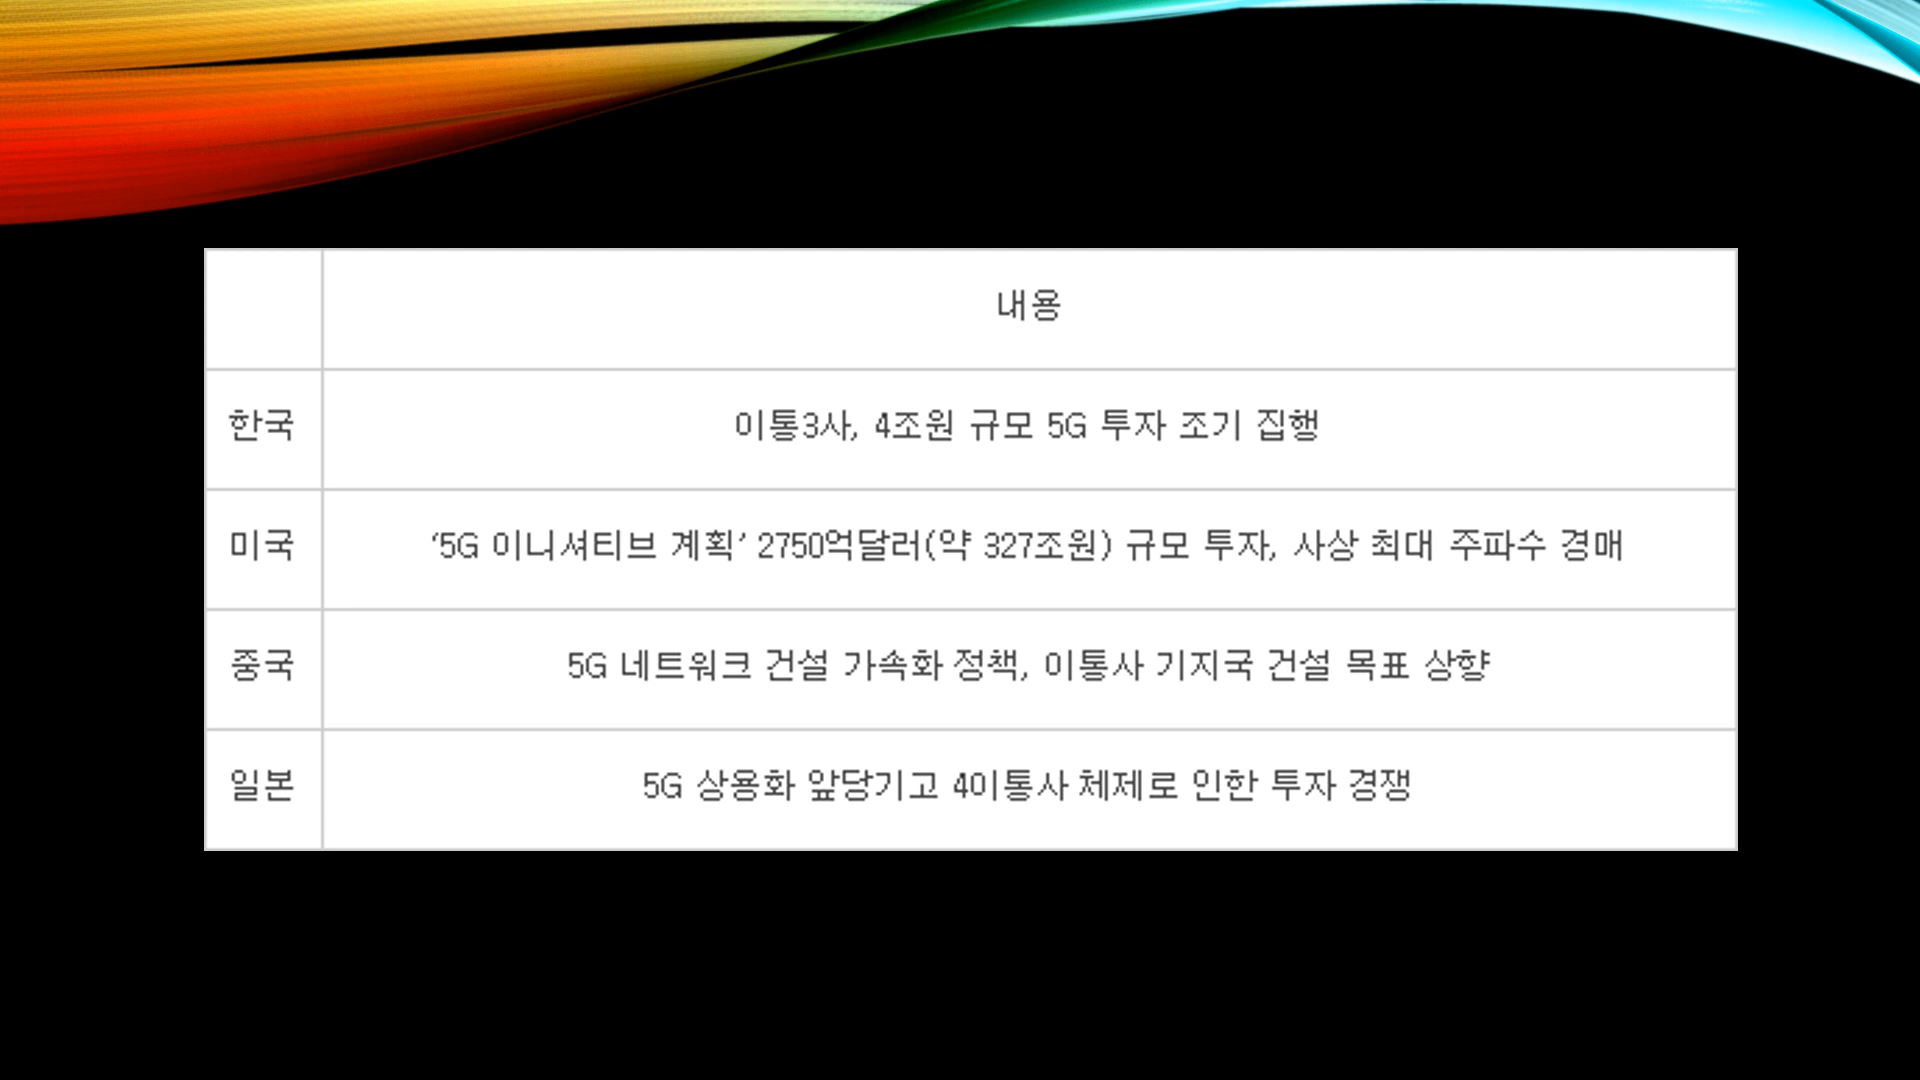 내용
한국 이통3사, 4조원 규모 5G 투자 조기 집행
미국 ‘5G 이니셔티브 계획’ 2750억달러(약 327조원) 규모 투자, 사상 최대 주파수 경매
중국 5G 네트워크 건설 가속화 정책, 이통사 기지국 건설 목표 상향
일본 5G 상용화 앞당기고 4이통사 체제로 인한 투자 경쟁